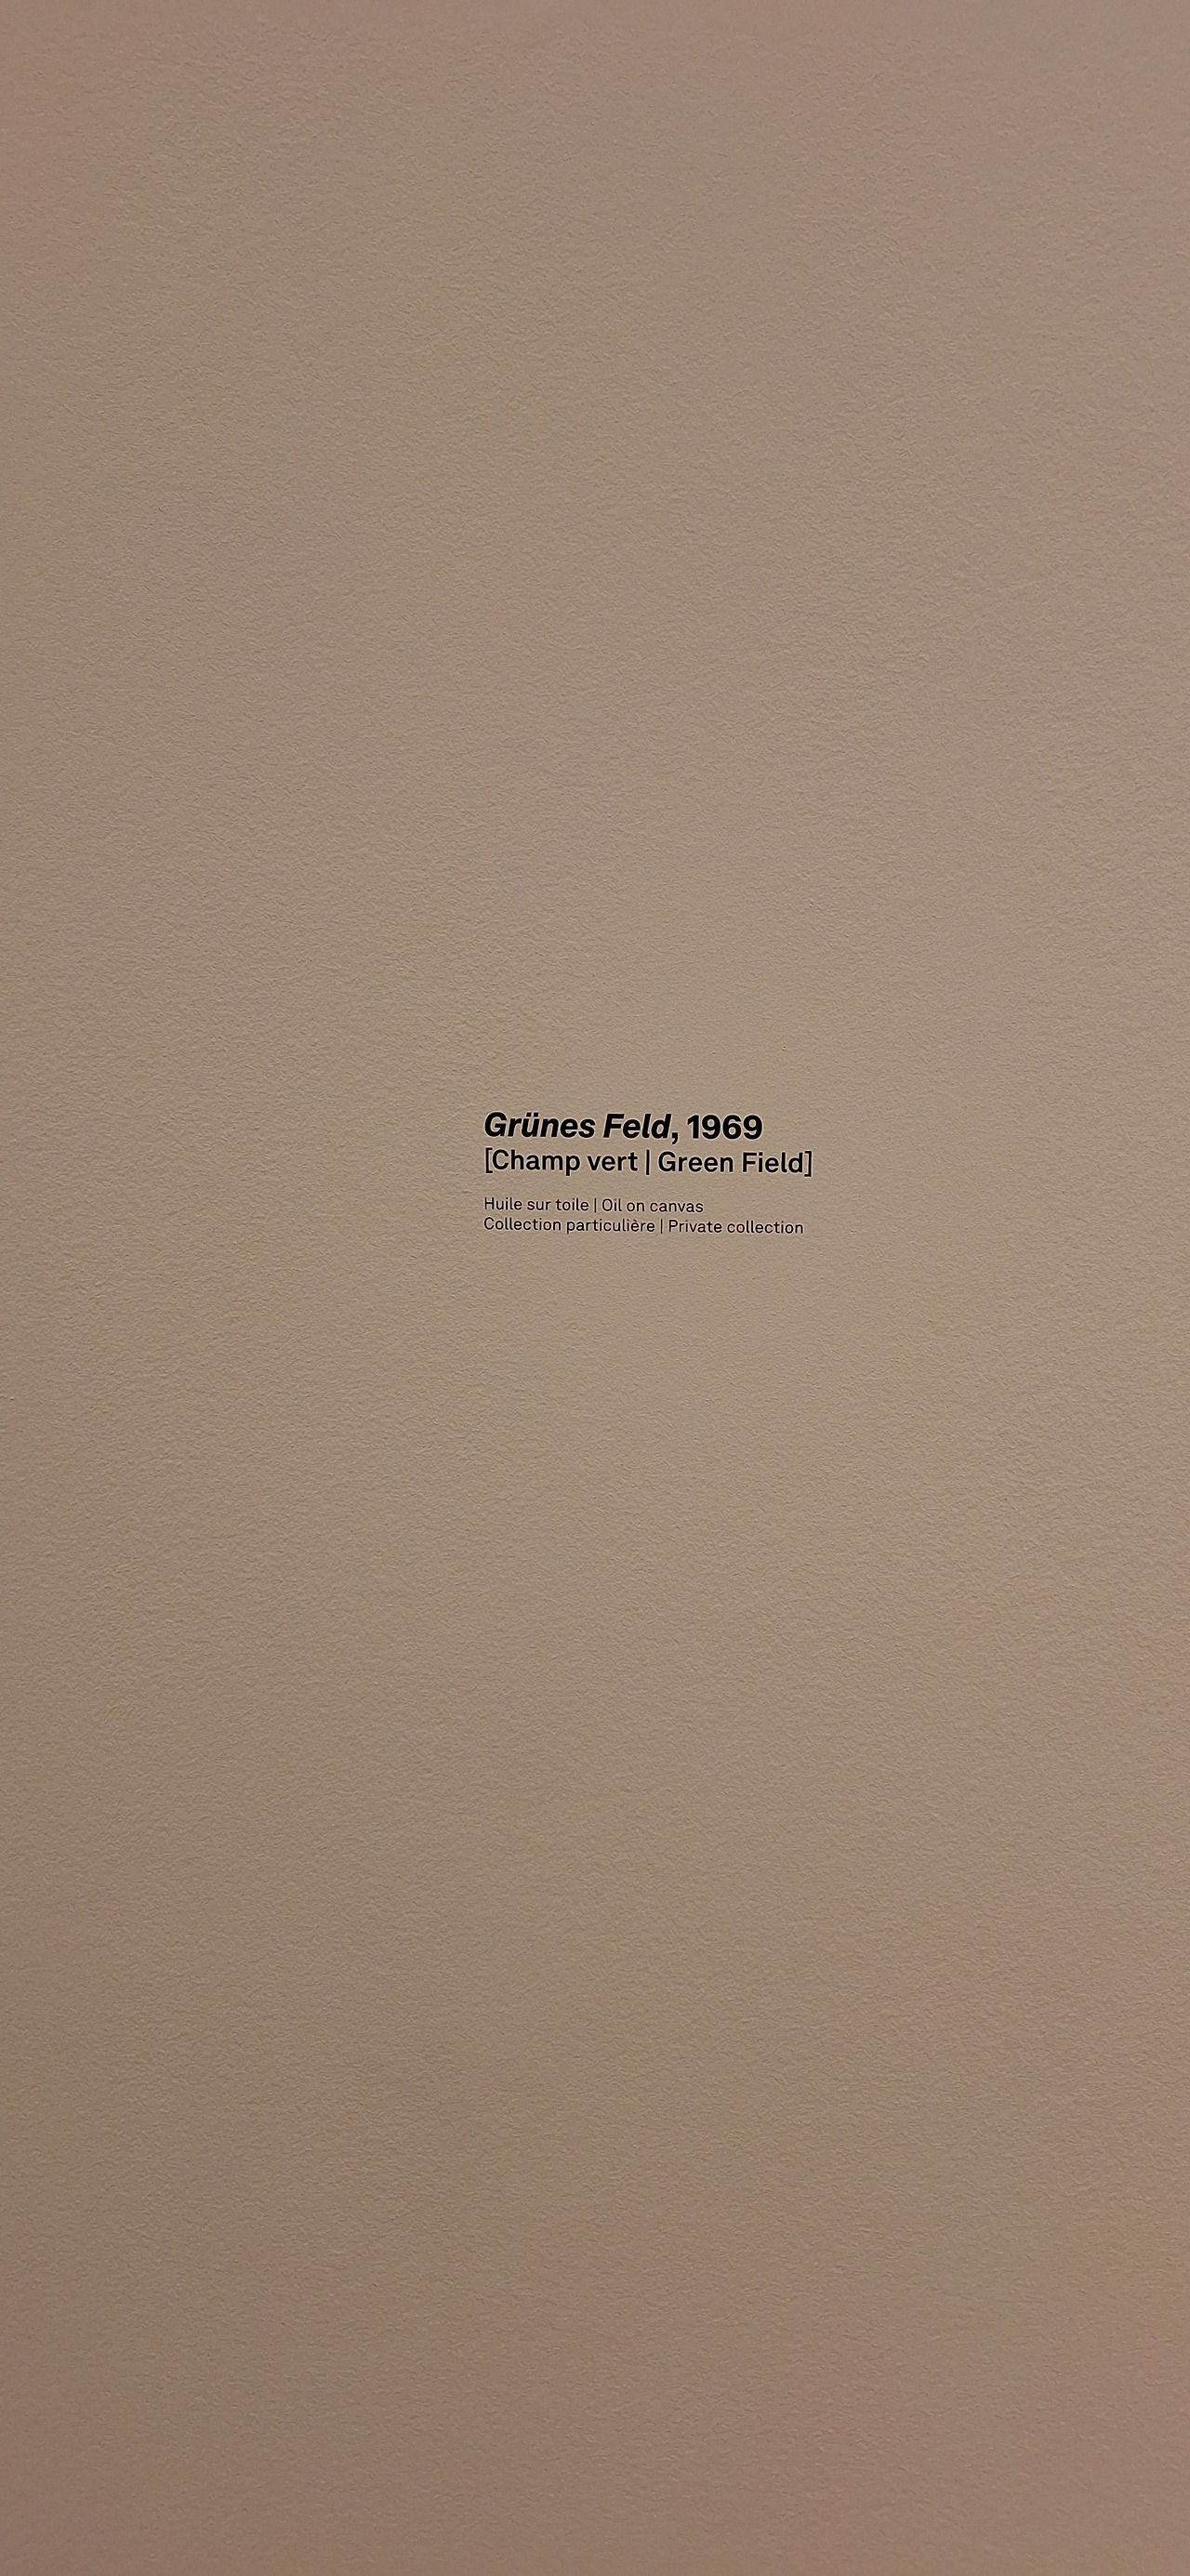 Grünes Feld, 1969
[Champ vert | Green Field]
Huile sur toile | Oil on canvas
Collection particulière | Private collection